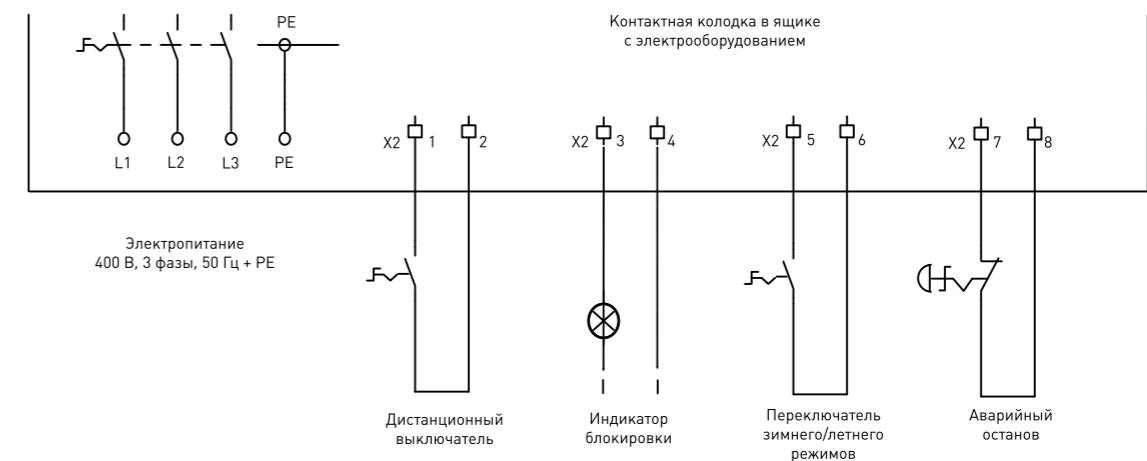 PE
Контактная колодка в ящике
с электрооборудованием
L1 L2 L3 PE
X2 1 2 X2 3 4 X2 5 6 X2 7 8
Электропитание
400 В, 3 фазы, 50 Гц + PE
Дистанционный
выключатель
Индикатор
блокировки
Переключатель
зимнего/летнего
режимов
Аварийный
останов